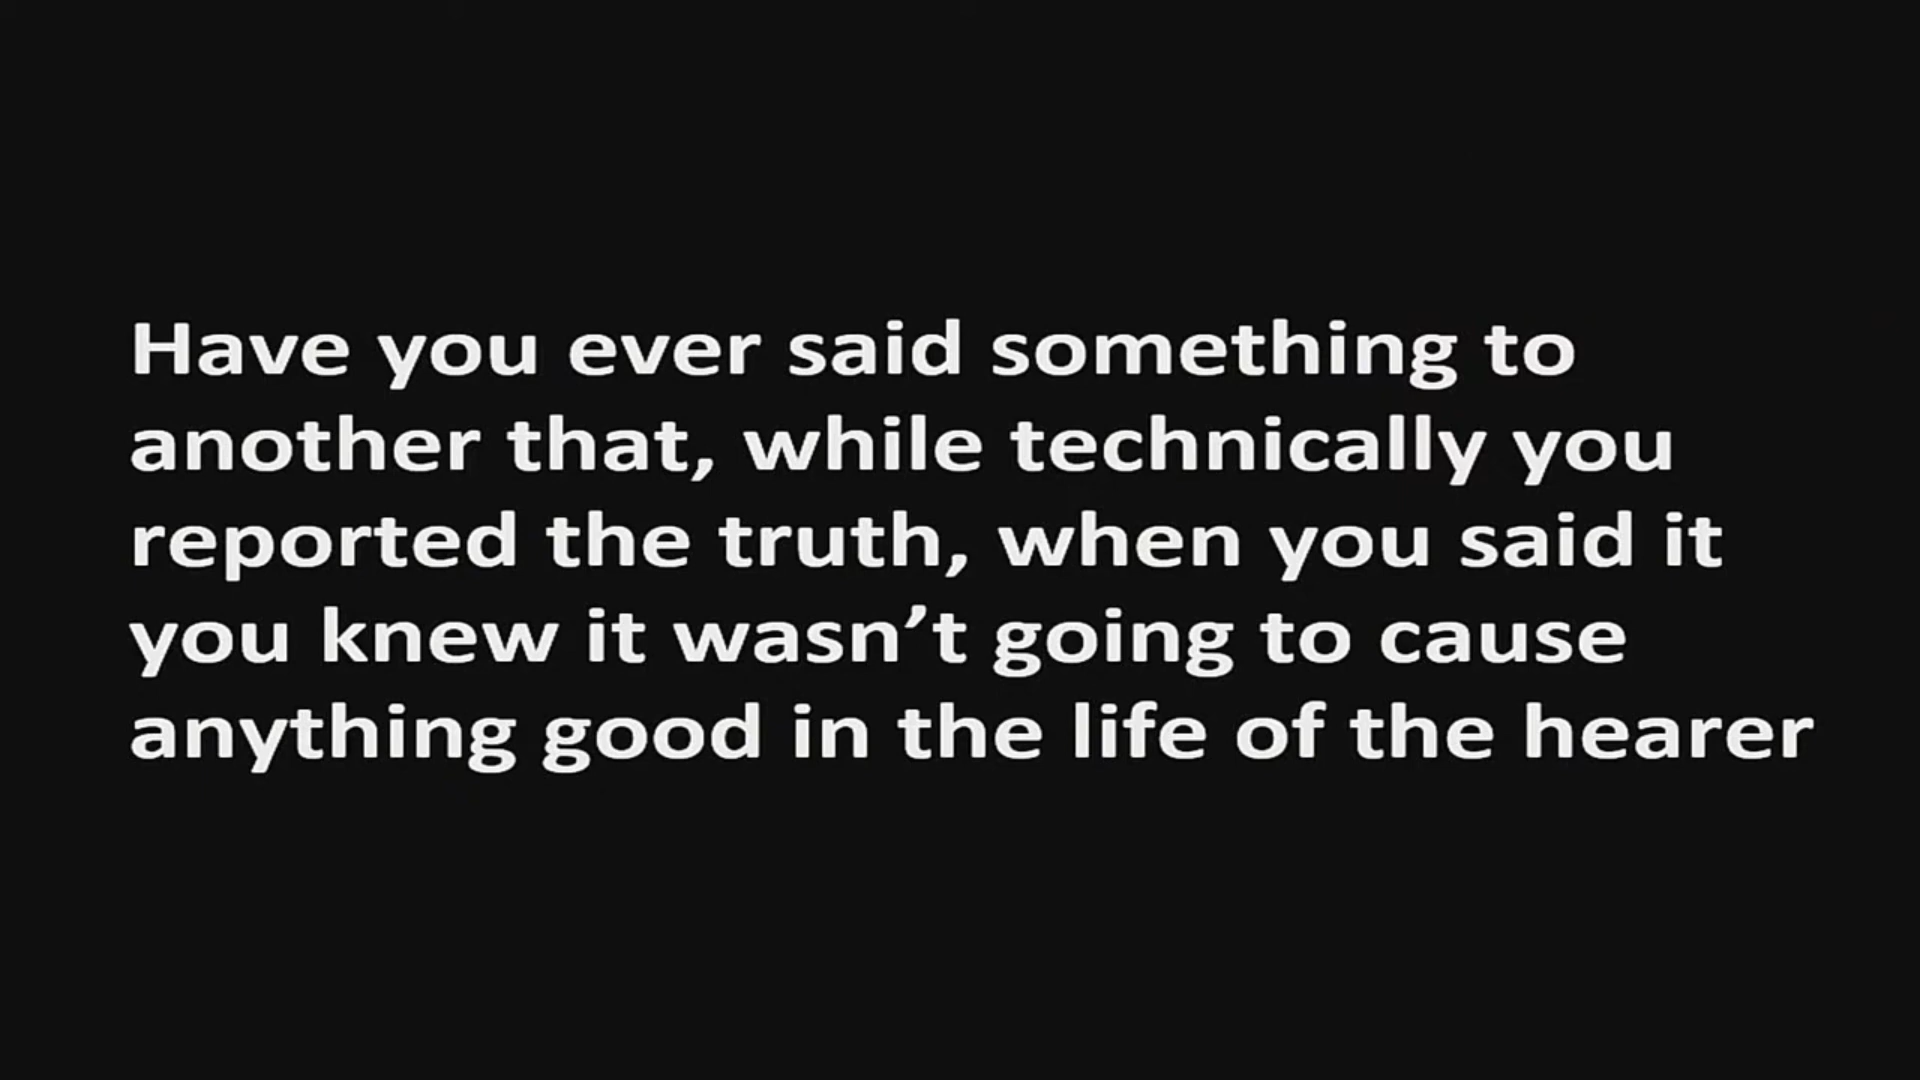 Have you ever said something to
another that, while technically you
reported the truth, when you said it
you knew it wasn’t going to cause
anything good in the life of the hearer